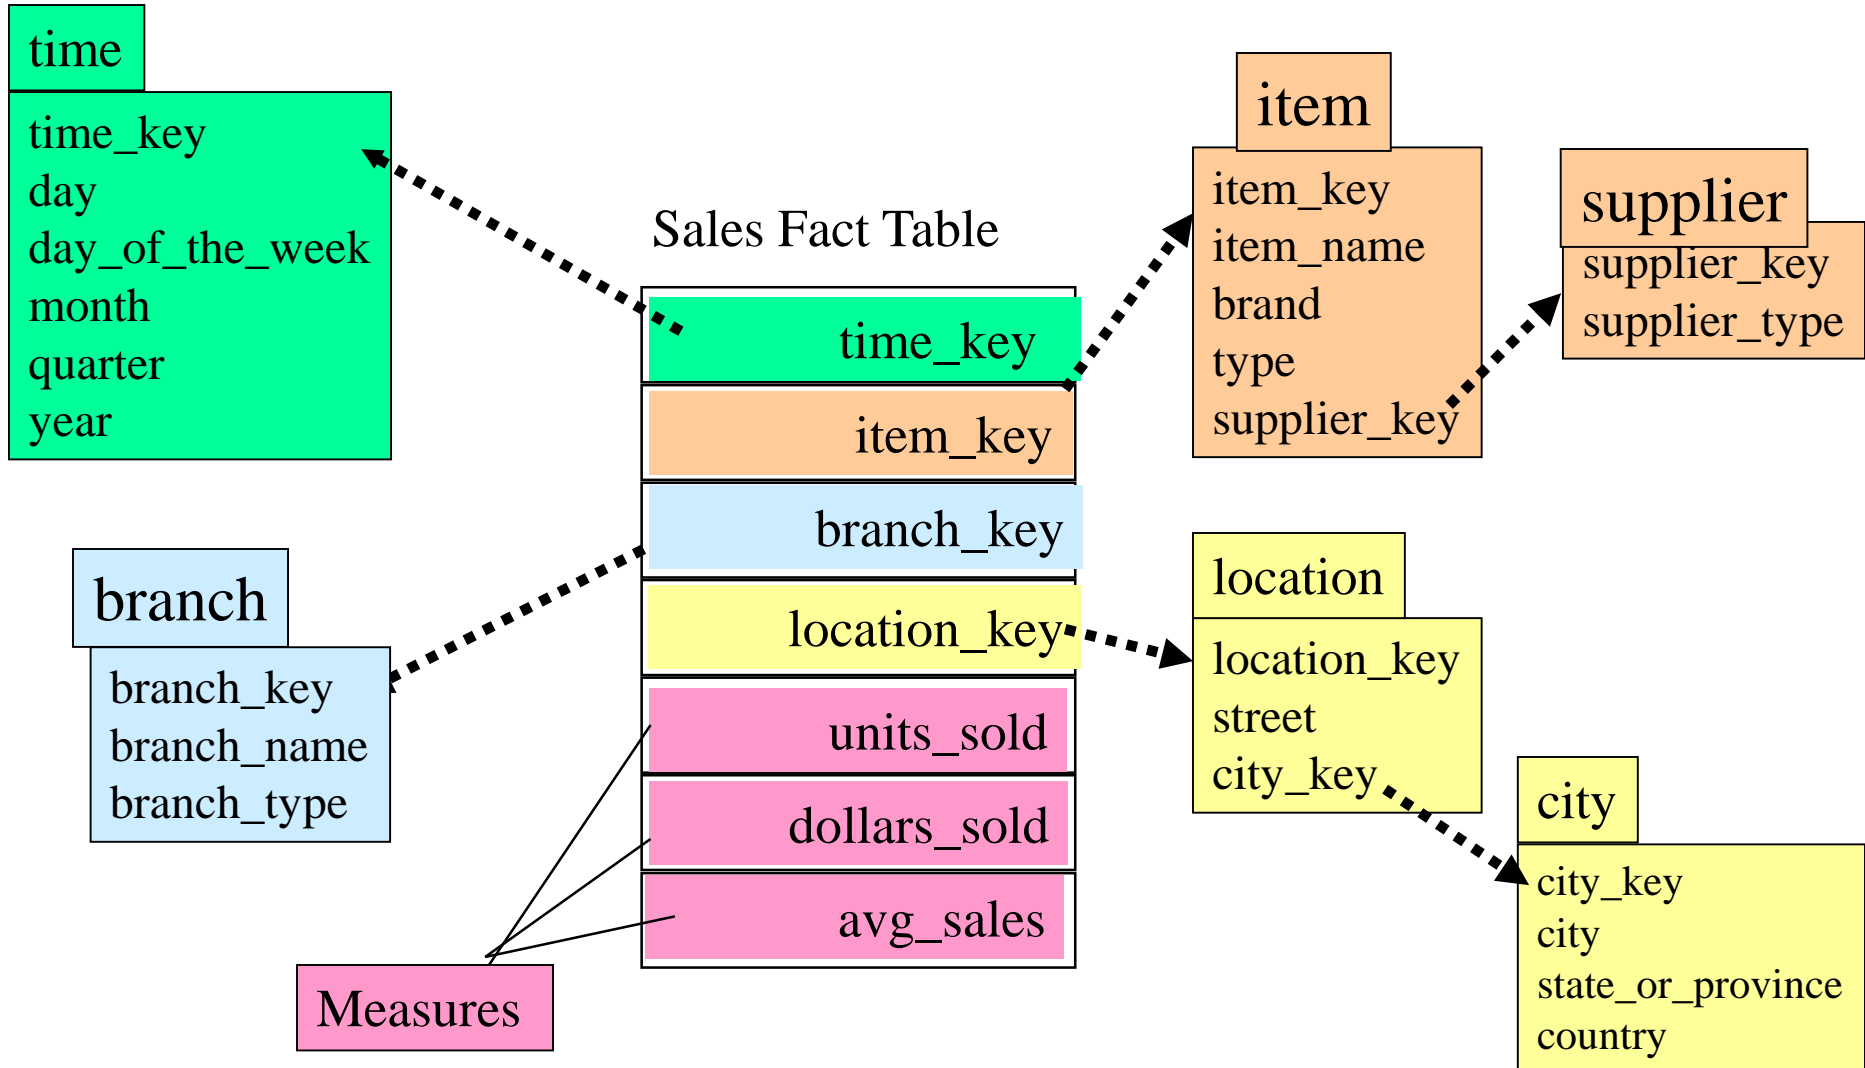 time
time_key
day
day_of_the_week
month
quarter
year
item
item_key
item_name
brand
type
supplier_key
supplier
supplier_key
supplier_type
Sales Fact Table
time_key
item_key
branch_key
location_key
units_sold
dollars_sold
avg_sales
branch
branch_key
branch_name
branch_type
location
location_key
street
city_key
city
city_key
city
state_or_province
country
Measures